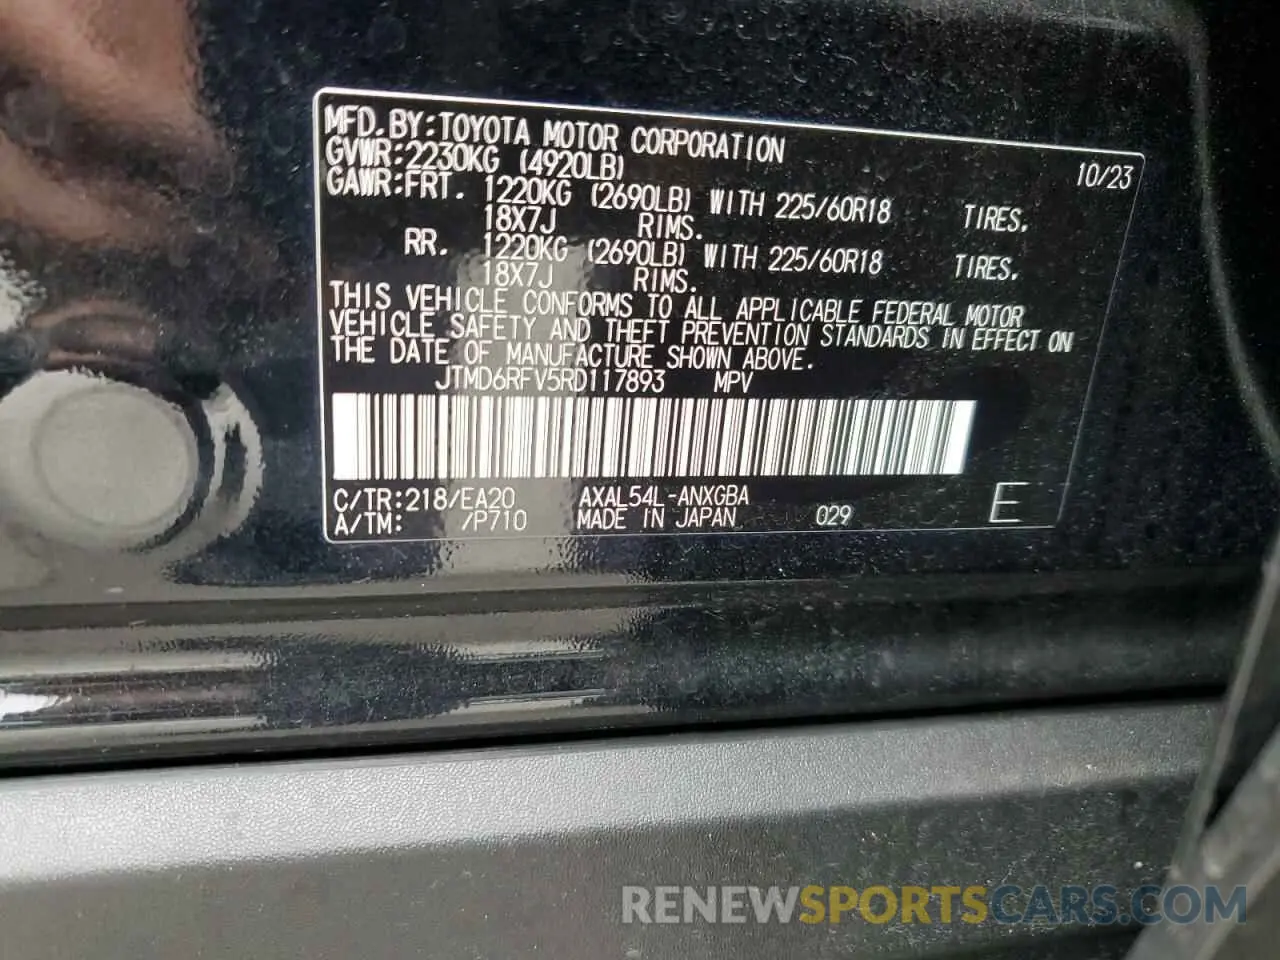 MFD. BY: TOYOTA MOTOR CORPORATION 10/23
GVWR: 2230KG (4920LB)
GAWR: FRT. 1220KG (2690LB) WITH 225/60R18 TIRES.
18X7J RIMS.
RR. 1220KG (2690LB) WITH 225/60R18 TIRES.
18X7J RIMS.
THIS VEHICLE CONFORMS TO ALL APPLICABLE FEDERAL MOTOR
VEHICLE SAFETY AND THEFT PREVENTION STANDARDS IN EFFECT ON
THE DATE OF MANUFACTURE SHOWN ABOVE.
JTMD6RFV5RD117893 MPV
C/TR: 218/EA20 AXAL54L-ANXGBA
A/TM: /P710 MADE IN JAPAN 029 E
RENEWSPORTSCARS.COM